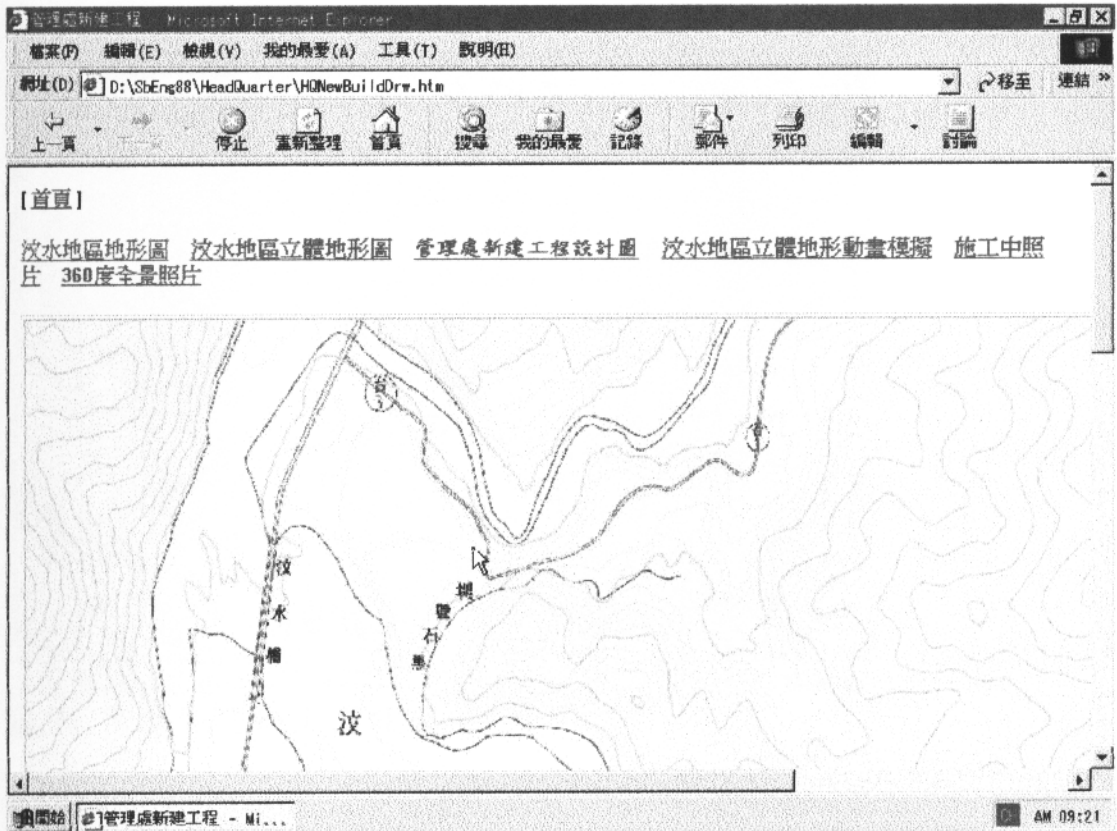 管理處新建工程 - Microsoft Internet Explorer
檔案(F) 編輯(E) 檢視(V) 我的最愛(A) 工具(T) 說明(H)
網址(D) D:\SbEng88\HeadQuarter\HQNewBuildDrw.htm 移至 連結 »
上一頁 下一頁 停止 重新整理 首頁 搜尋 我的最愛 記錄 郵件 列印 編輯 討論
[首頁]
汶水地區地形圖 汶水地區立體地形圖 管理處新建工程設計圖 汶水地區立體地形動畫模擬 施工中照
片 360度全景照片
台
3
台
汶
水
橋
石
汶
開始 管理處新建工程 - Mi... AM 09:21